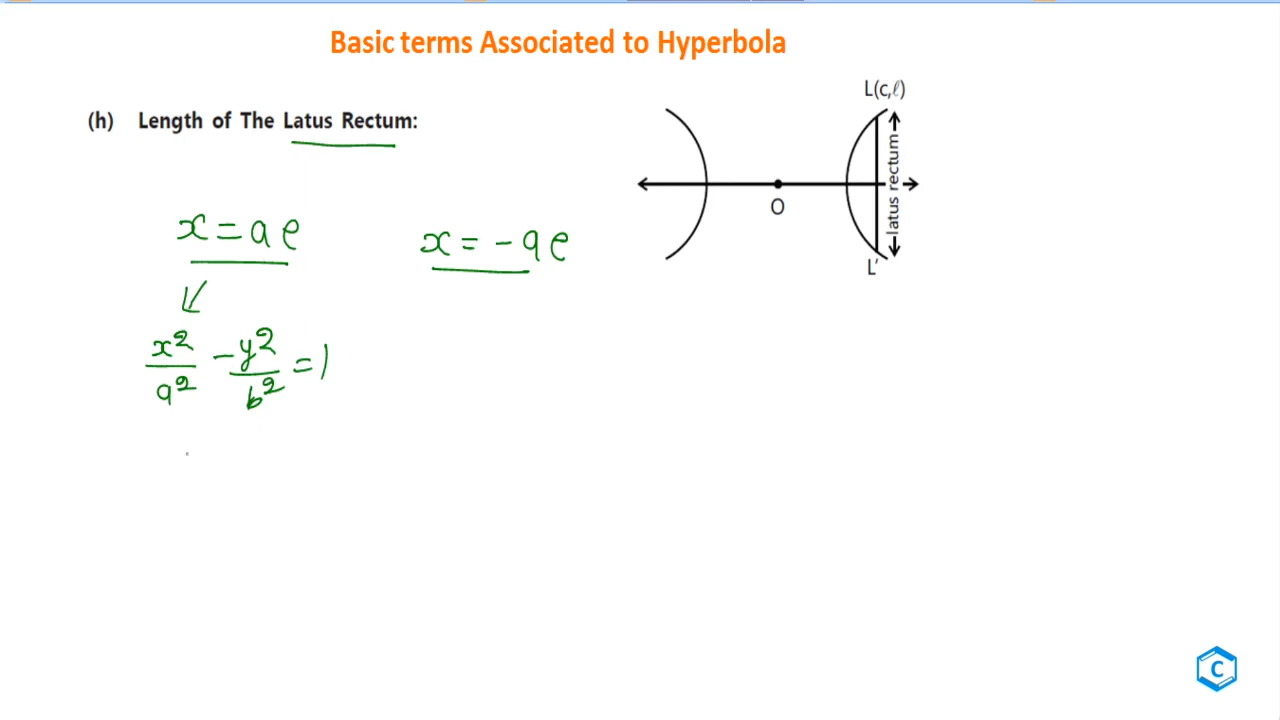 Basic terms Associated to Hyperbola
(h) Length of The Latus Rectum:
L(c,ℓ)
latus rectum
O
L'
x = ae
x = -ae
x²/a² - y²/b² = 1
C